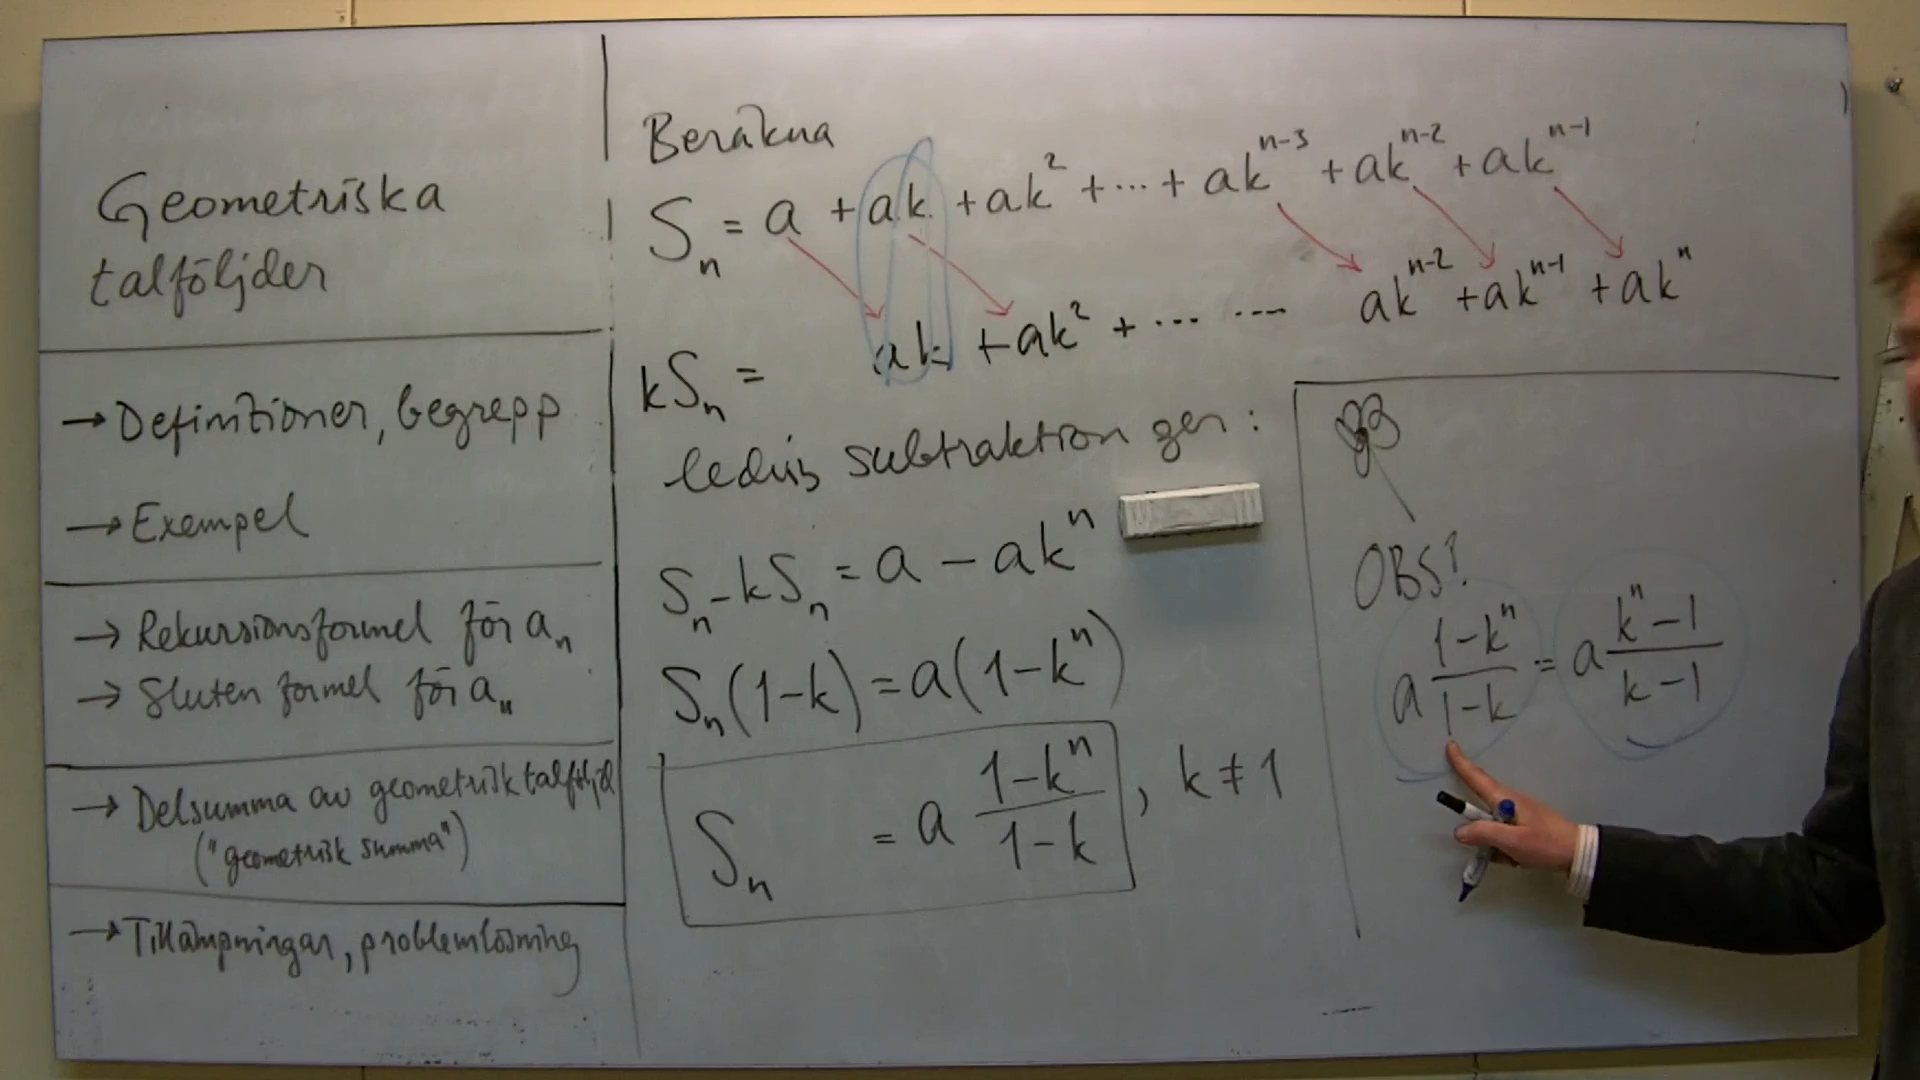 Geometriska
talföljder
→ Definitioner, begrepp
→ Exempel
→ Rekursionsformel för aₙ
→ Sluten formel för aₙ
→ Delsumma av geometrisk talföljd
("geometrisk summa")
→ Tillämpningar, problemlösning
Beräkna
Sₙ = a + ak + ak² + ... + akⁿ⁻³ + akⁿ⁻² + akⁿ⁻¹
kSₙ = ak + ak² + ... ... akⁿ⁻² + akⁿ⁻¹ + akⁿ
ledvis subtraktion ger:
Sₙ - kSₙ = a - akⁿ
Sₙ(1-k) = a(1-kⁿ)
Sₙ = a (1-kⁿ)/(1-k), k ≠ 1
OBS!
a (1-kⁿ)/(1-k) = a (kⁿ-1)/(k-1)